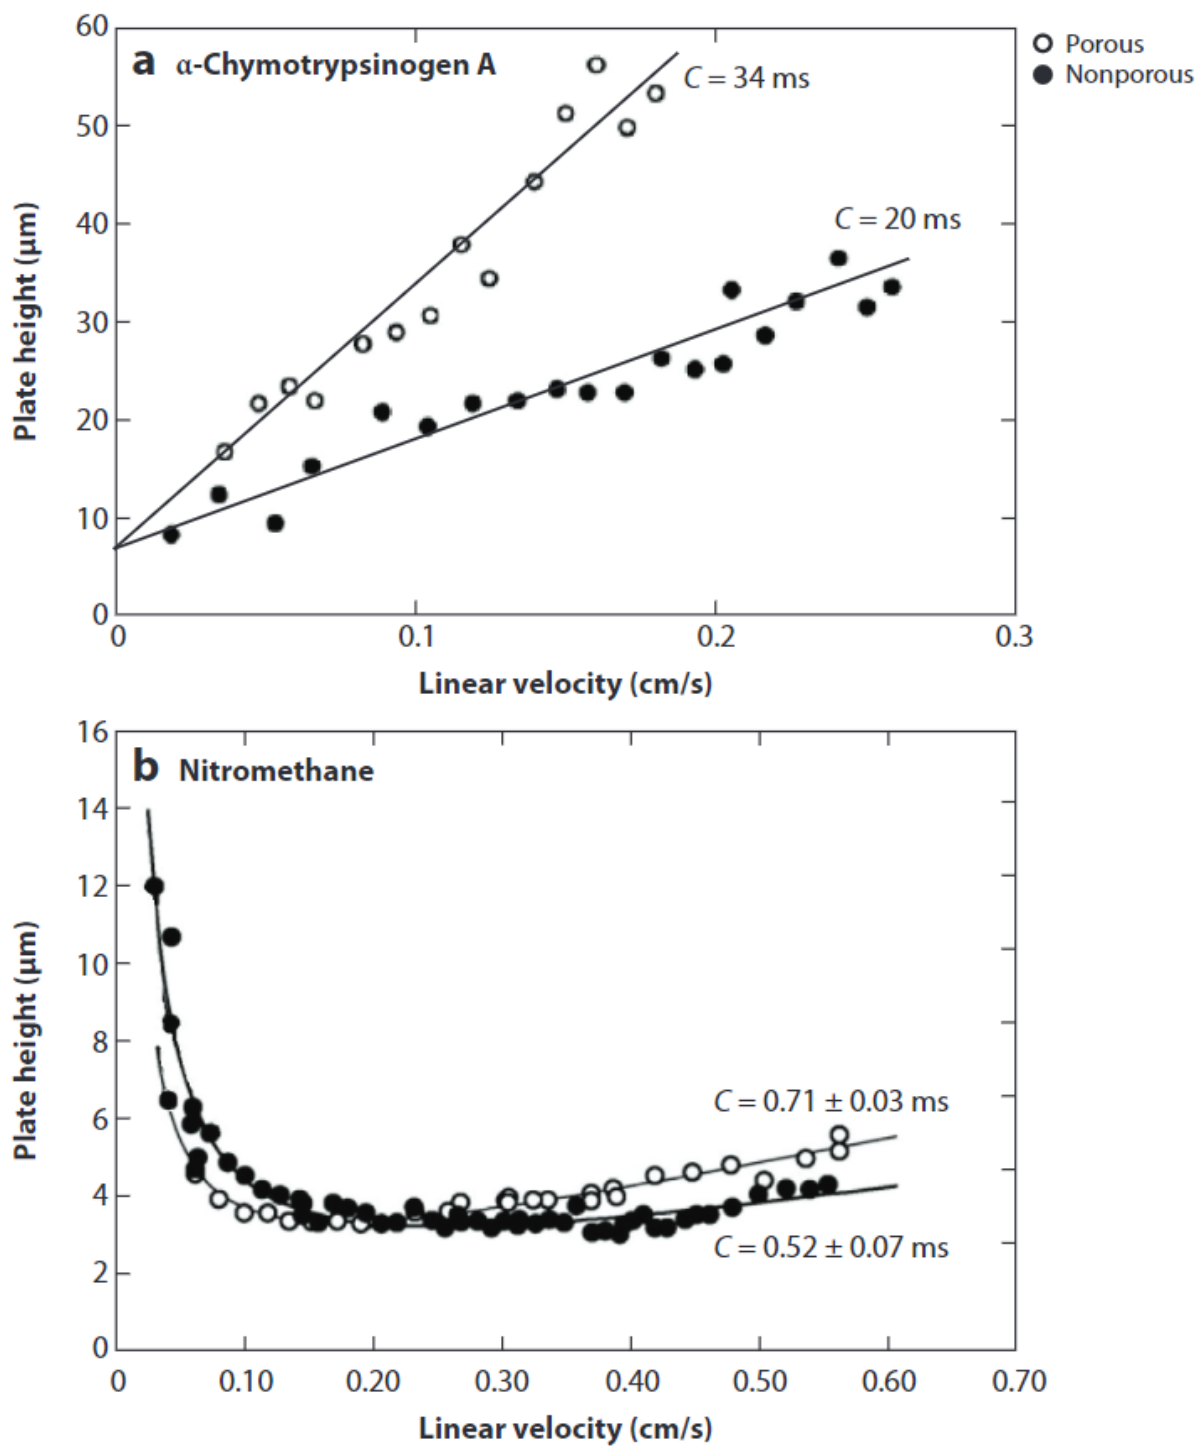 60
a α-Chymotrypsinogen A
Porous
Nonporous
C = 34 ms
50
C = 20 ms
40
30
20
10
0
Plate height (μm)
0 0.1 0.2 0.3
Linear velocity (cm/s)
16
b Nitromethane
14
12
10
8
6
4
2
0
Plate height (μm)
C = 0.71 ± 0.03 ms
C = 0.52 ± 0.07 ms
0 0.10 0.20 0.30 0.40 0.50 0.60 0.70
Linear velocity (cm/s)